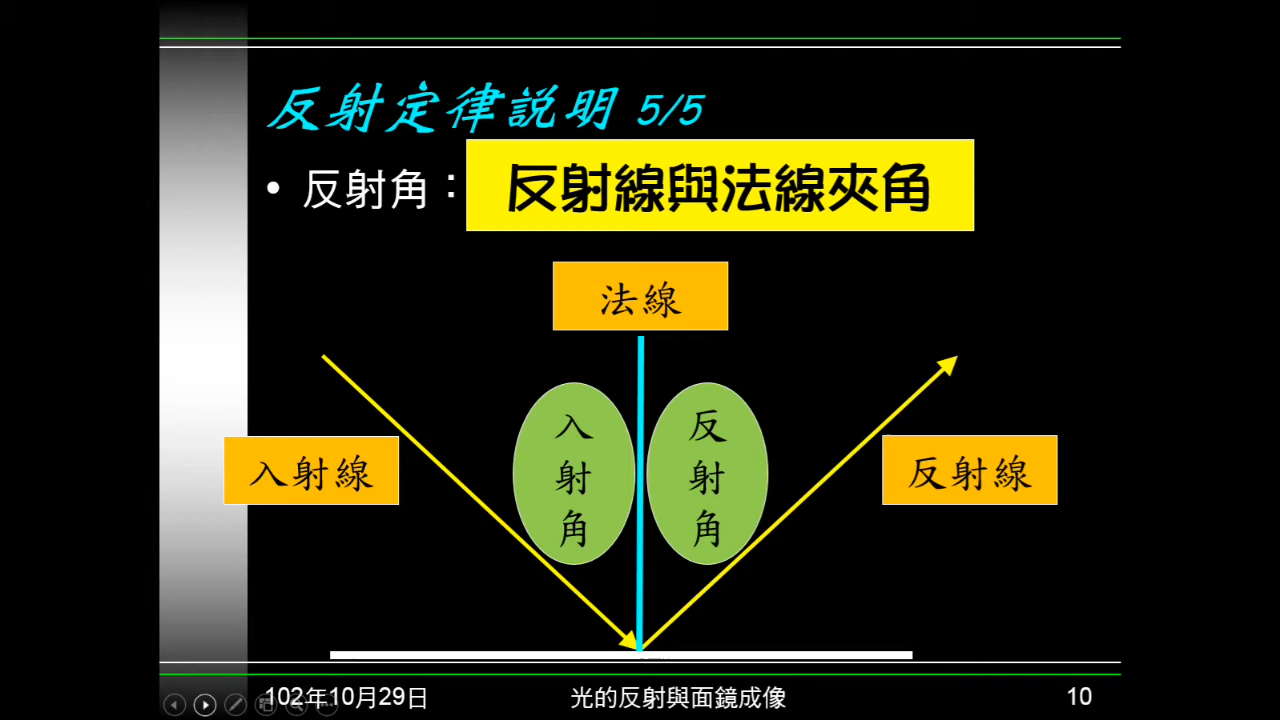 反射定律説明 5/5
• 反射角：反射線與法線夾角
法線
入射角
反射角
入射線
反射線
102年10月29日
光的反射與面鏡成像
10